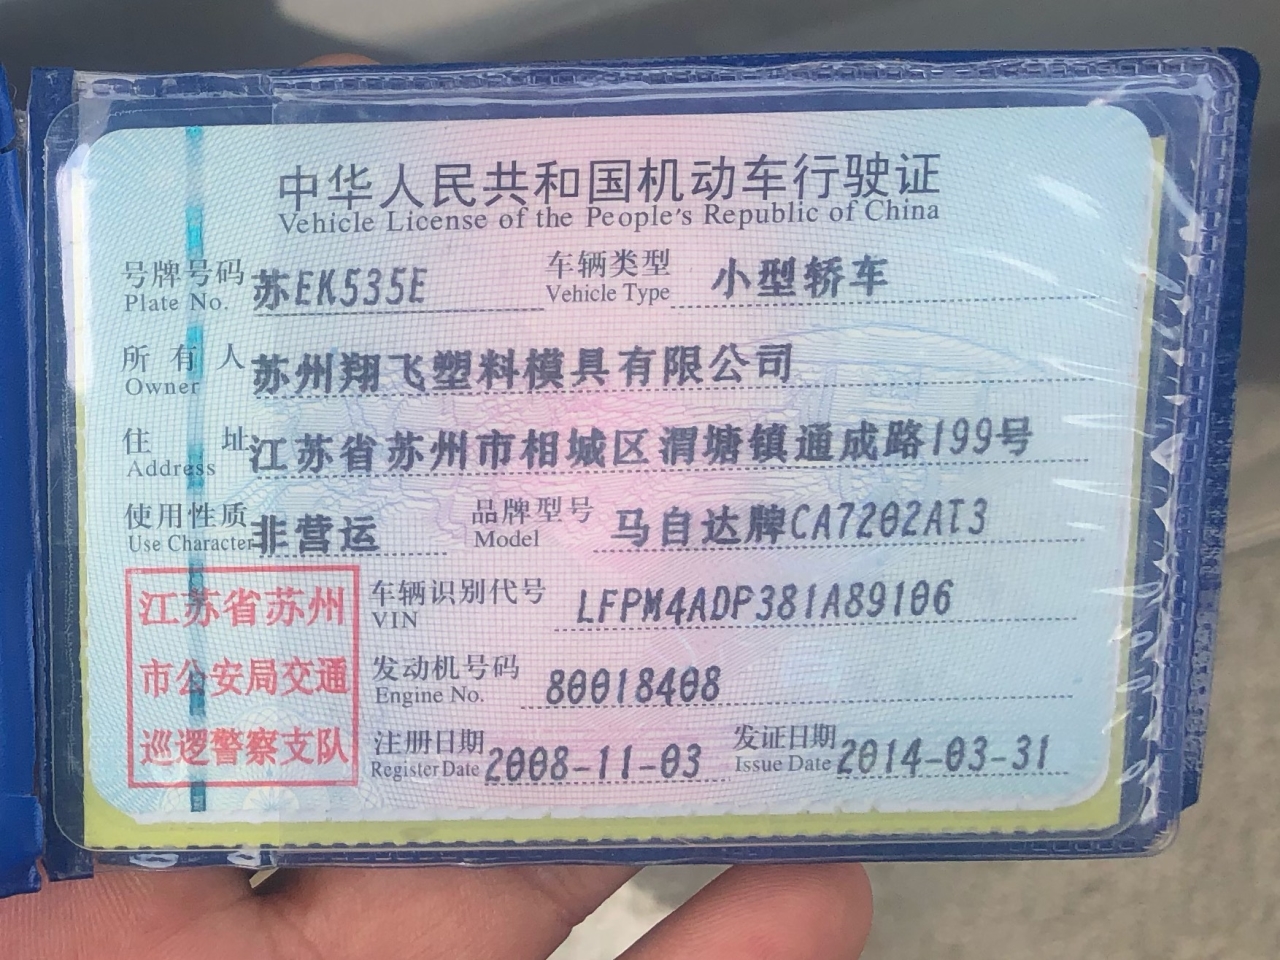 中华人民共和国机动车行驶证
Vehicle License of the People's Republic of China
号牌号码 苏EK535E 车辆类型 小型轿车
Plate No. Vehicle Type
所有人 苏州翔飞塑料模具有限公司
Owner
住址 江苏省苏州市相城区渭塘镇通成路199号
Address
使用性质 非营运 品牌型号 马自达牌CA7202AT3
Use Character Model
江苏省苏州
市公安局交通
巡逻警察支队
车辆识别代号 LFPM4ADP381A89106
VIN
发动机号码 80018408
Engine No.
注册日期 2008-11-03 发证日期 2014-03-31
Register Date Issue Date